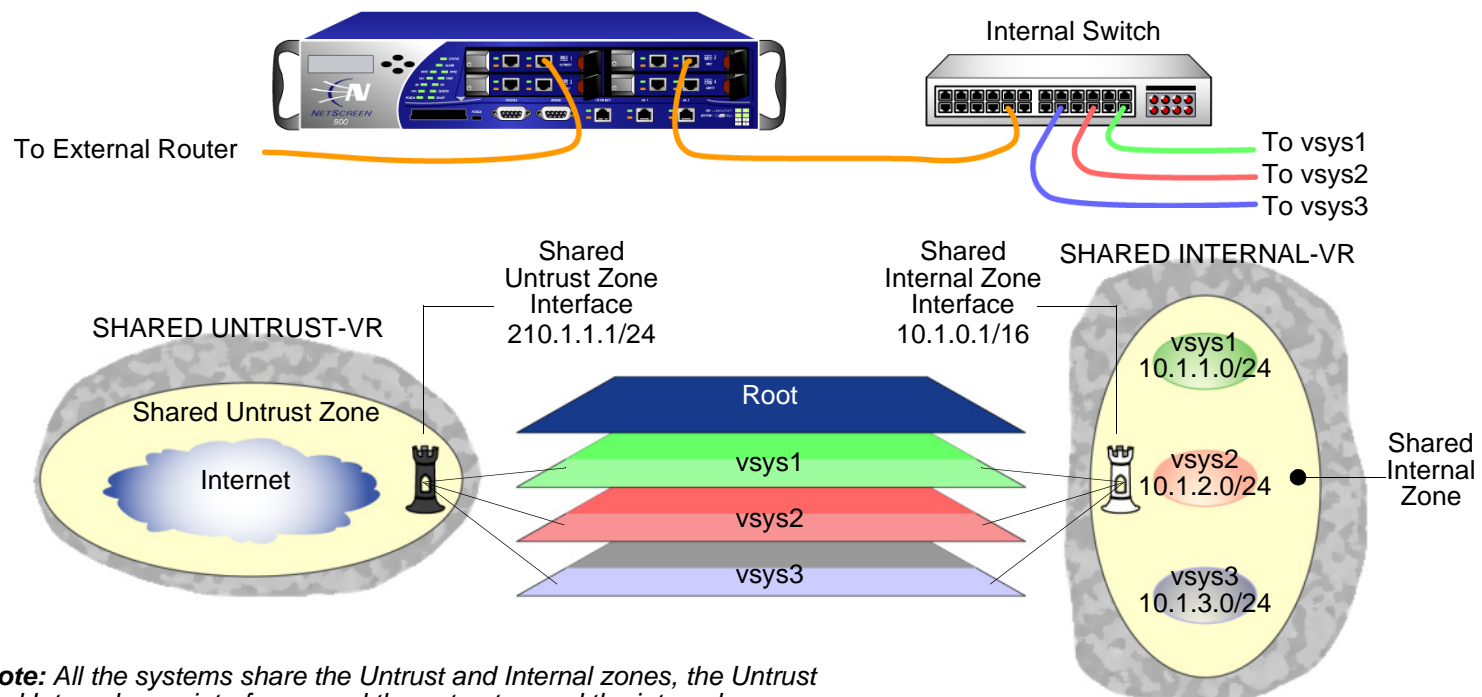 Internal Switch
NETSCREEN
500
To External Router
To vsys1
To vsys2
To vsys3
Shared
Untrust Zone
Interface
210.1.1.1/24
Shared
Internal Zone
Interface
10.1.0.1/16
SHARED INTERNAL-VR
SHARED UNTRUST-VR
Shared Untrust Zone
Internet
Root
vsys1
vsys2
vsys3
vsys1
10.1.1.0/24
vsys2
10.1.2.0/24
vsys3
10.1.3.0/24
Shared
Internal
Zone
ote: All the systems share the Untrust and Internal zones, the Untrust